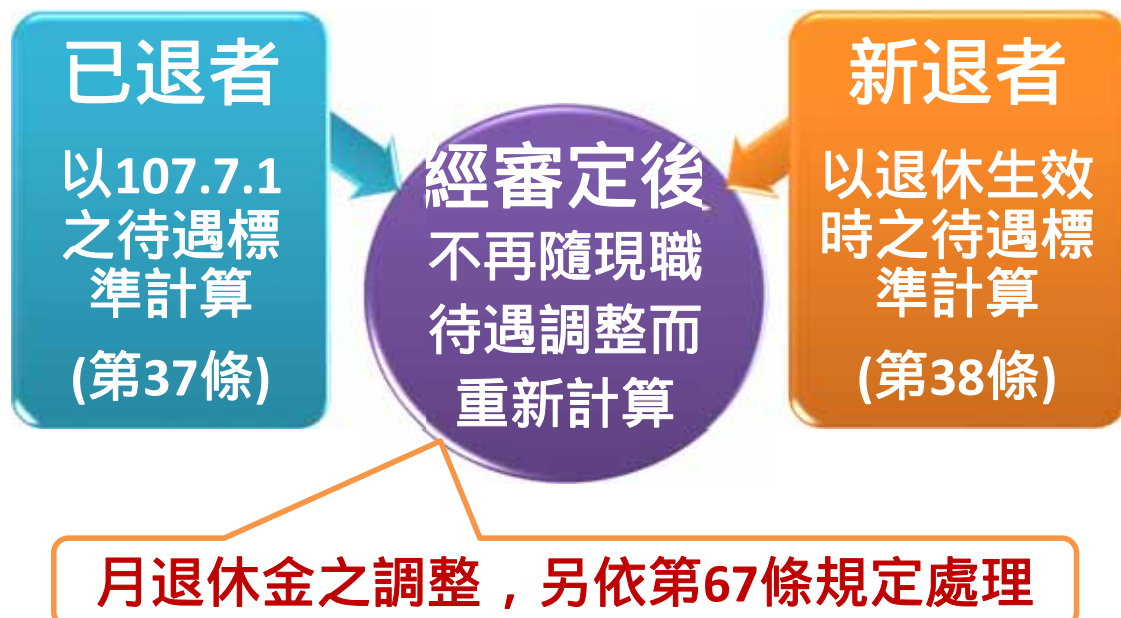 已退者
以107.7.1
之待遇標
準計算
(第37條)
經審定後
不再隨現職
待遇調整而
重新計算
新退者
以退休生效
時之待遇標
準計算
(第38條)
月退休金之調整，另依第67條規定處理